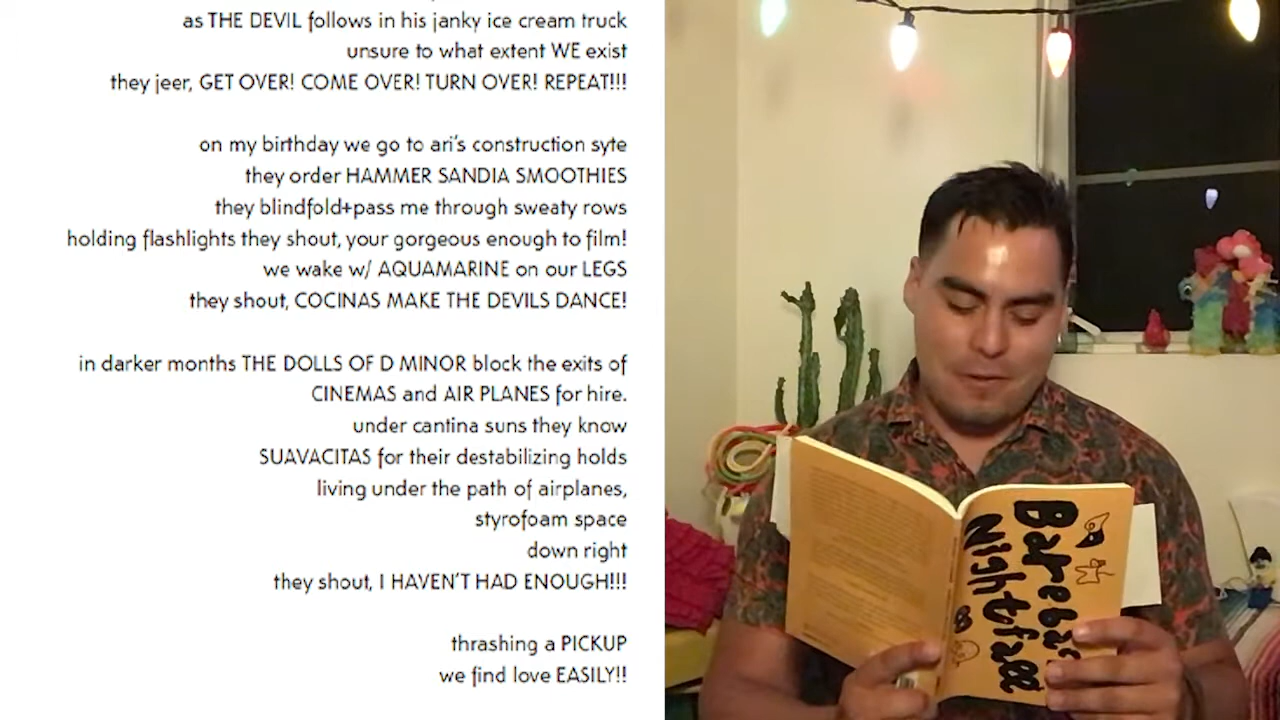 as THE DEVIL follows in his janky ice cream truck
unsure to what extent WE exist
they jeer, GET OVER! COME OVER! TURN OVER! REPEAT!!!
on my birthday we go to ari's construction syte
they order HAMMER SANDIA SMOOTHIES
they blindfold+pass me through sweaty rows
holding flashlights they shout, your gorgeous enough to film!
we wake w/ AQUAMARINE on our LEGS
they shout, COCINAS MAKE THE DEVILS DANCE!
in darker months THE DOLLS OF D MINOR block the exits of
CINEMAS and AIR PLANES for hire.
under cantina suns they know
SUAVACITAS for their destabilizing holds
living under the path of airplanes,
styrofoam space
down right
they shout, I HAVEN'T HAD ENOUGH!!!
thrashing a PICKUP
we find love EASILY!!
Nightfall